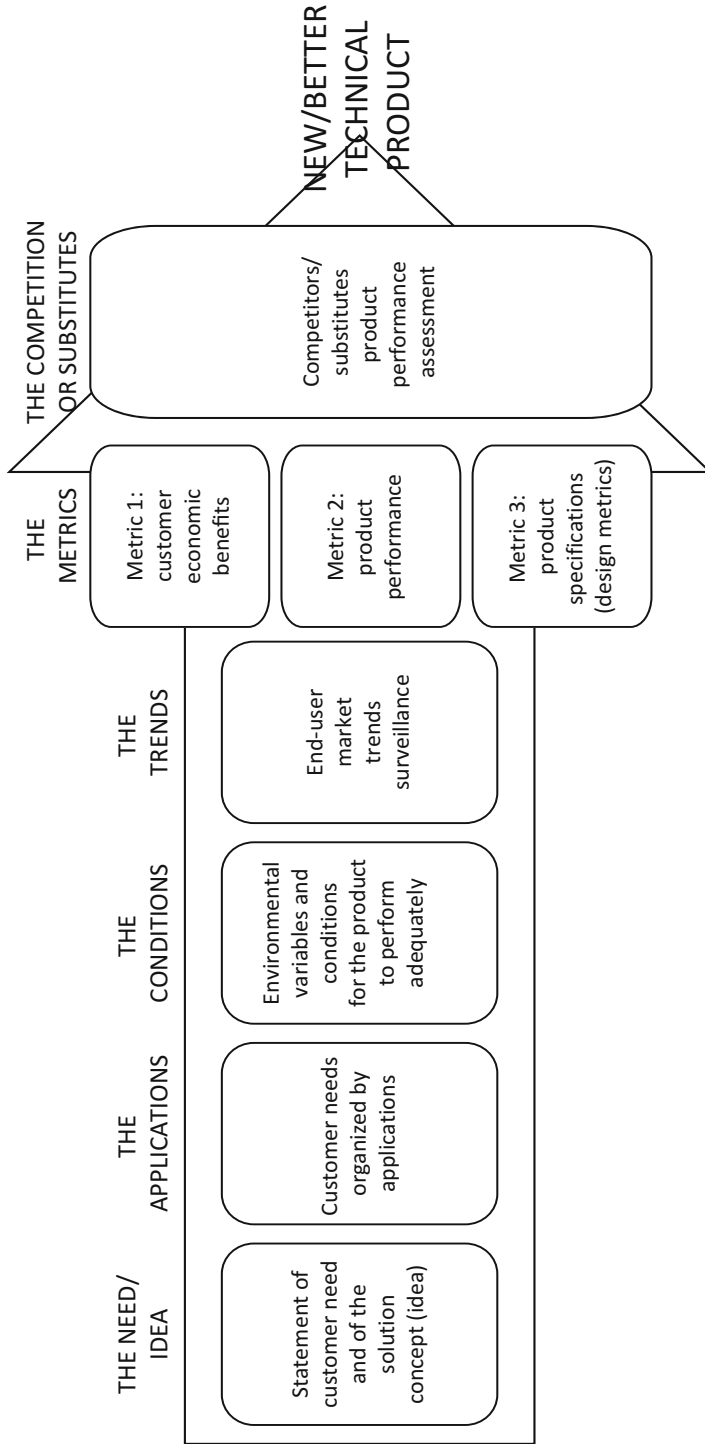 THE NEED/
IDEA
Statement of
customer need
and of the
solution
concept (idea)
THE
APPLICATIONS
Customer needs
organized by
applications
THE
CONDITIONS
Environmental
variables and
conditions
for the product
to perform
adequately
THE
TRENDS
End-user
market
trends
surveillance
THE
METRICS
Metric 1:
customer
economic
benefits
Metric 2:
product
performance
Metric 3:
product
specifications
(design metrics)
THE COMPETITION
OR SUBSTITUTES
Competitors/
substitutes
product
performance
assessment
NEW/BETTER
TECHNICAL
PRODUCT